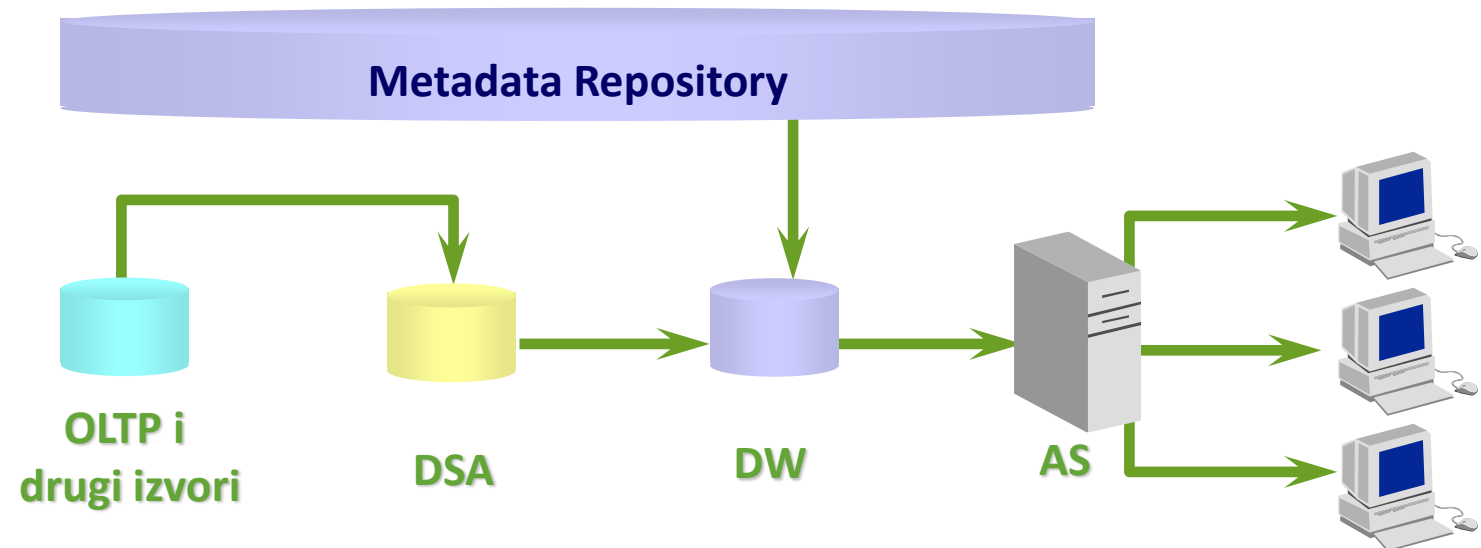 Metadata Repository
OLTP i
drugi izvori
DSA
DW
AS